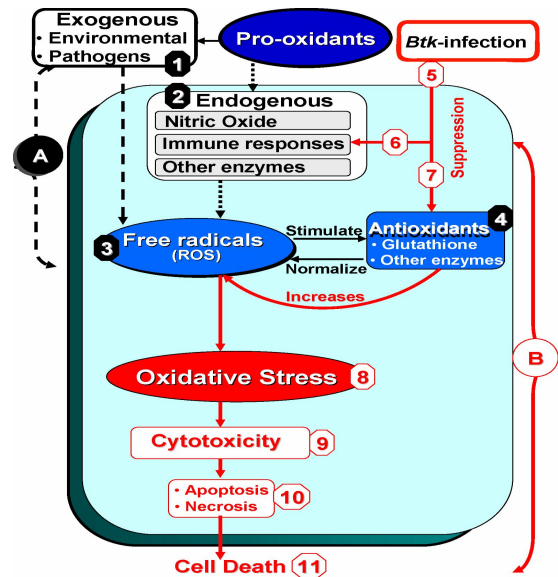 Exogenous
• Environmental
• Pathogens
1
Pro-oxidants
Btk-infection
5
2
Endogenous
Nitric Oxide
Immune responses
Other enzymes
6
Suppression
7
A
3
Free radicals
(ROS)
Stimulate
Normalize
Antioxidants
• Glutathione
• Other enzymes
4
Increases
B
Oxidative Stress
8
Cytotoxicity
9
• Apoptosis
• Necrosis
10
Cell Death
11